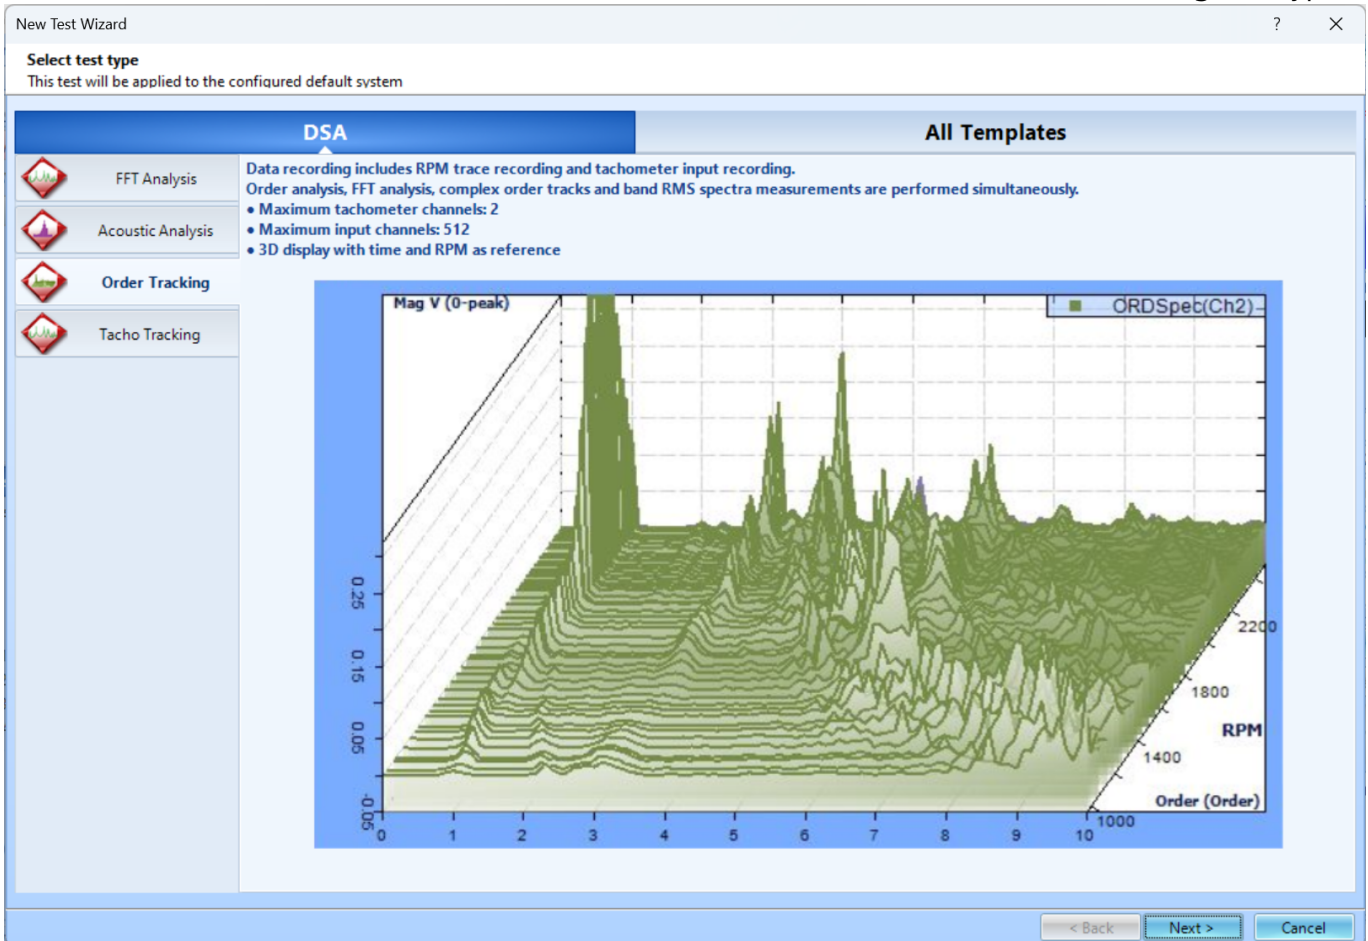 New Test Wizard
?
Select test type
This test will be applied to the configured default system
DSA
All Templates
FFT Analysis
Acoustic Analysis
Order Tracking
Tacho Tracking
Data recording includes RPM trace recording and tachometer input recording.
Order analysis, FFT analysis, complex order tracks and band RMS spectra measurements are performed simultaneously.
• Maximum tachometer channels: 2
• Maximum input channels: 512
• 3D display with time and RPM as reference
Mag V (0-peak)
ORDSpec(Ch2)
0.25
0.15
0.05
-0.05
0 1 2 3 4 5 6 7 8 9 10
1000
1400
1800
2200
RPM
Order (Order)
< Back
Next >
Cancel